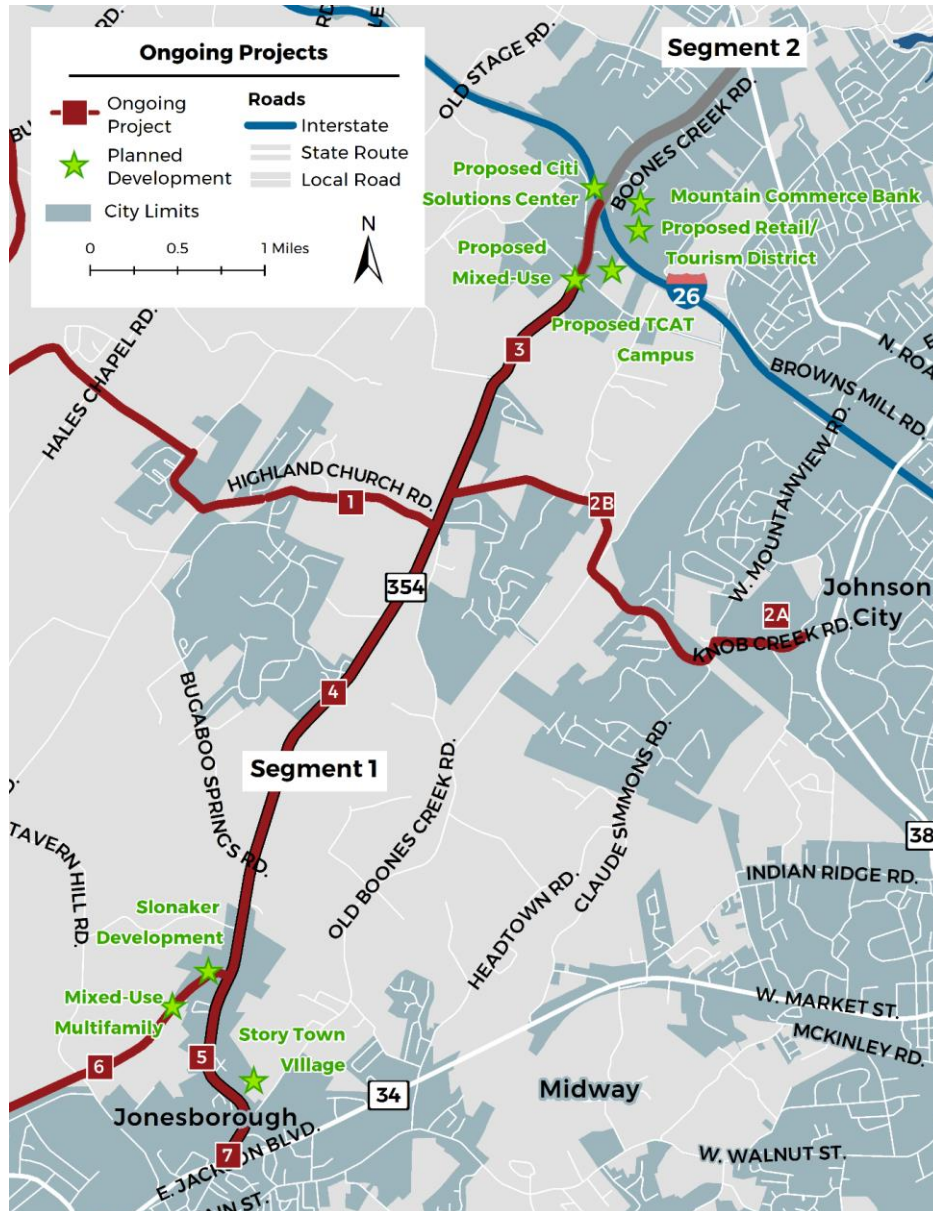 Ongoing Projects
Ongoing
Project
Planned
Development
City Limits
Roads
Interstate
State Route
Local Road
0 0.5 1 Miles
N
Segment 2
OLD STAGE RD.
BOONES CREEK RD.
Proposed Citi
Solutions Center
Mountain Commerce Bank
Proposed Retail/
Tourism District
Proposed
Mixed-Use
26
Proposed TCAT
Campus
3
N. ROA
BROWNS MILL RD.
HALES CHAPEL RD.
HIGHLAND CHURCH RD.
1
2B
W. MOUNTAINVIEW RD.
354
2A
Johnson
City
KNOB CREEK RD.
4
BUGABOO SPRINGS RD.
Segment 1
OLD BOONES CREEK RD.
CLAUDE SIMMONS RD.
HEADTOWN RD.
38
INDIAN RIDGE RD.
TAVERN HILL RD.
Slonaker
Development
Mixed-Use
Multifamily
W. MARKET ST.
MCKINLEY RD.
5
6
Story Town
VIllage
34
Midway
Jonesborough
7
E. JACKSON BLVD.
W. WALNUT ST.
AIN ST.